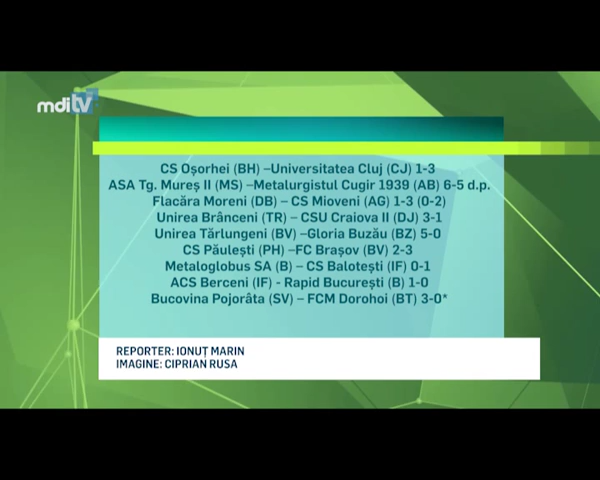 mdi tv
CS Oșorhei (BH) –Universitatea Cluj (CJ) 1-3
ASA Tg. Mureș II (MS) –Metalurgistul Cugir 1939 (AB) 6-5 d.p.
Flacăra Moreni (DB) – CS Mioveni (AG) 1-3 (0-2)
Unirea Brânceni (TR) – CSU Craiova II (DJ) 3-1
Unirea Tărlungeni (BV) –Gloria Buzău (BZ) 5-0
CS Păulești (PH) –FC Brașov (BV) 2-3
Metaloglobus SA (B) – CS Balotești (IF) 0-1
ACS Berceni (IF) - Rapid București (B) 1-0
Bucovina Pojorâta (SV) – FCM Dorohoi (BT) 3-0*
REPORTER: IONUȚ MARIN
IMAGINE: CIPRIAN RUSA